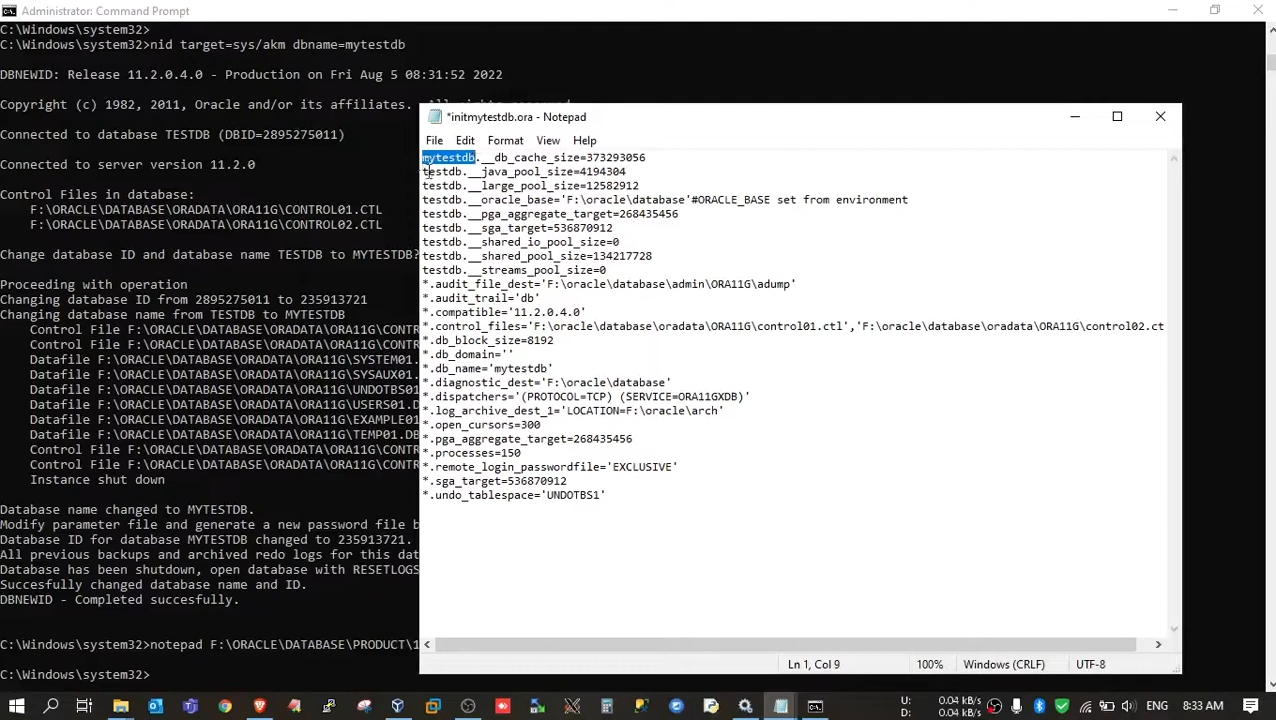 Administrator: Command Prompt
C:\Windows\system32>
C:\Windows\system32>nid target=sys/akm dbname=mytestdb
DBNEWID: Release 11.2.0.4.0 - Production on Fri Aug 5 08:31:52 2022
Copyright (c) 1982, 2011, Oracle and/or its affiliates. All rights reserved.
Connected to database TESTDB (DBID=2895275011)
Connected to server version 11.2.0
Control Files in database:
F:\ORACLE\DATABASE\ORADATA\ORA11G\CONTROL01.CTL
F:\ORACLE\DATABASE\ORADATA\ORA11G\CONTROL02.CTL
Change database ID and database name TESTDB to MYTESTDB?
Proceeding with operation
Changing database ID from 2895275011 to 235913721
Changing database name from TESTDB to MYTESTDB
Control File F:\ORACLE\DATABASE\ORADATA\ORA11G\CONTR
Control File F:\ORACLE\DATABASE\ORADATA\ORA11G\CONTR
Datafile F:\ORACLE\DATABASE\ORADATA\ORA11G\SYSTEM01.
Datafile F:\ORACLE\DATABASE\ORADATA\ORA11G\SYSAUX01.
Datafile F:\ORACLE\DATABASE\ORADATA\ORA11G\UNDOTBS01
Datafile F:\ORACLE\DATABASE\ORADATA\ORA11G\USERS01.D
Datafile F:\ORACLE\DATABASE\ORADATA\ORA11G\EXAMPLE01
Datafile F:\ORACLE\DATABASE\ORADATA\ORA11G\TEMP01.DB
Control File F:\ORACLE\DATABASE\ORADATA\ORA11G\CONTR
Control File F:\ORACLE\DATABASE\ORADATA\ORA11G\CONTR
Instance shut down
Database name changed to MYTESTDB.
Modify parameter file and generate a new password file b
Database ID for database MYTESTDB changed to 235913721.
All previous backups and archived redo logs for this dat
Database has been shutdown, open database with RESETLOGS
Succesfully changed database name and ID.
DBNEWID - Completed succesfully.
C:\Windows\system32>notepad F:\ORACLE\DATABASE\PRODUCT\1
C:\Windows\system32>
*initmytestdb.ora - Notepad
File Edit Format View Help
mytestdb.__db_cache_size=373293056
testdb.__java_pool_size=4194304
testdb.__large_pool_size=12582912
testdb.__oracle_base='F:\oracle\database'#ORACLE_BASE set from environment
testdb.__pga_aggregate_target=268435456
testdb.__sga_target=536870912
testdb.__shared_io_pool_size=0
testdb.__shared_pool_size=134217728
testdb.__streams_pool_size=0
*.audit_file_dest='F:\oracle\database\admin\ORA11G\adump'
*.audit_trail='db'
*.compatible='11.2.0.4.0'
*.control_files='F:\oracle\database\oradata\ORA11G\control01.ctl','F:\oracle\database\oradata\ORA11G\control02.ct
*.db_block_size=8192
*.db_domain=''
*.db_name='mytestdb'
*.diagnostic_dest='F:\oracle\database'
*.dispatchers='(PROTOCOL=TCP) (SERVICE=ORA11GXDB)'
*.log_archive_dest_1='LOCATION=F:\oracle\arch'
*.open_cursors=300
*.pga_aggregate_target=268435456
*.processes=150
*.remote_login_passwordfile='EXCLUSIVE'
*.sga_target=536870912
*.undo_tablespace='UNDOTBS1'
Ln 1, Col 9 100% Windows (CRLF) UTF-8
U: 0.04 kB/s
D: 0.04 kB/s
8:33 AM